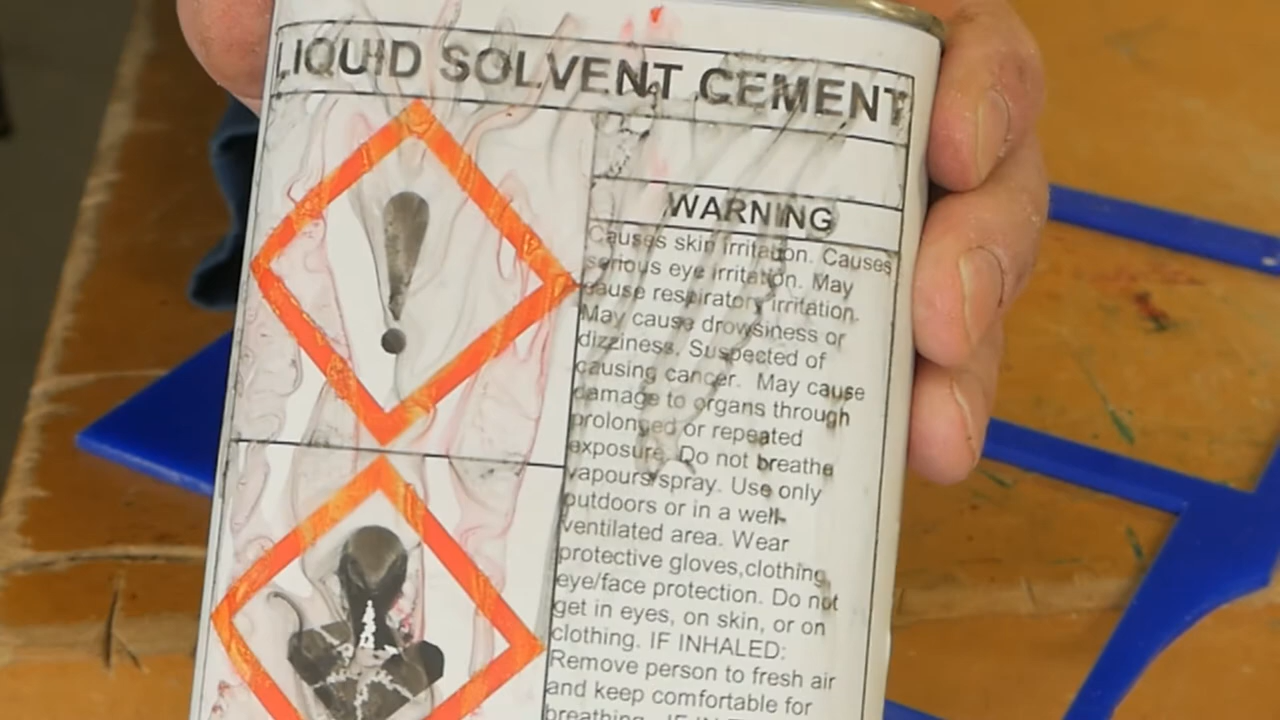 LIQUID SOLVENT CEMENT
WARNING
Causes skin irritation. Causes
serious eye irritation. May
cause respiratory irritation.
May cause drowsiness or
dizziness. Suspected of
causing cancer. May cause
damage to organs through
prolonged or repeated
exposure. Do not breathe
vapours/spray. Use only
outdoors or in a well-
ventilated area. Wear
protective gloves,clothing,
eye/face protection. Do not
get in eyes, on skin, or on
clothing. IF INHALED:
Remove person to fresh air
and keep comfortable for
breathing. IF